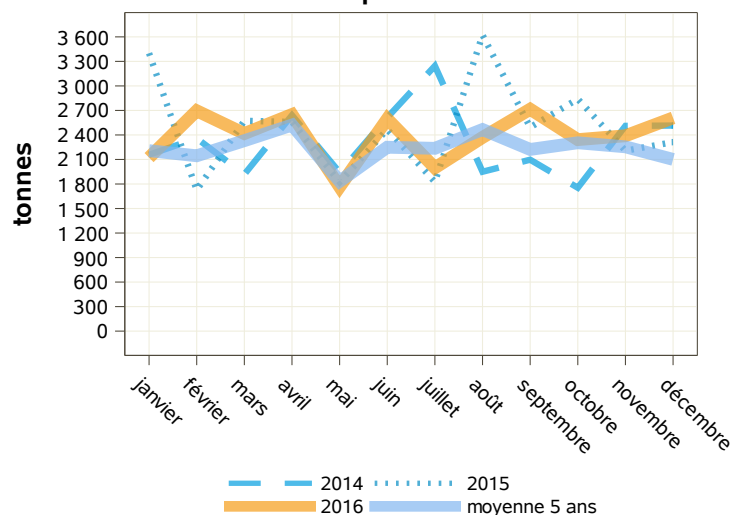 3 600
3 300
3 000
2 700
2 400
2 100
1 800
1 500
1 200
900
600
300
0
tonnes
janvier
février
mars
avril
mai
juin
juillet
août
septembre
octobre
novembre
décembre
2014 2015
2016 moyenne 5 ans